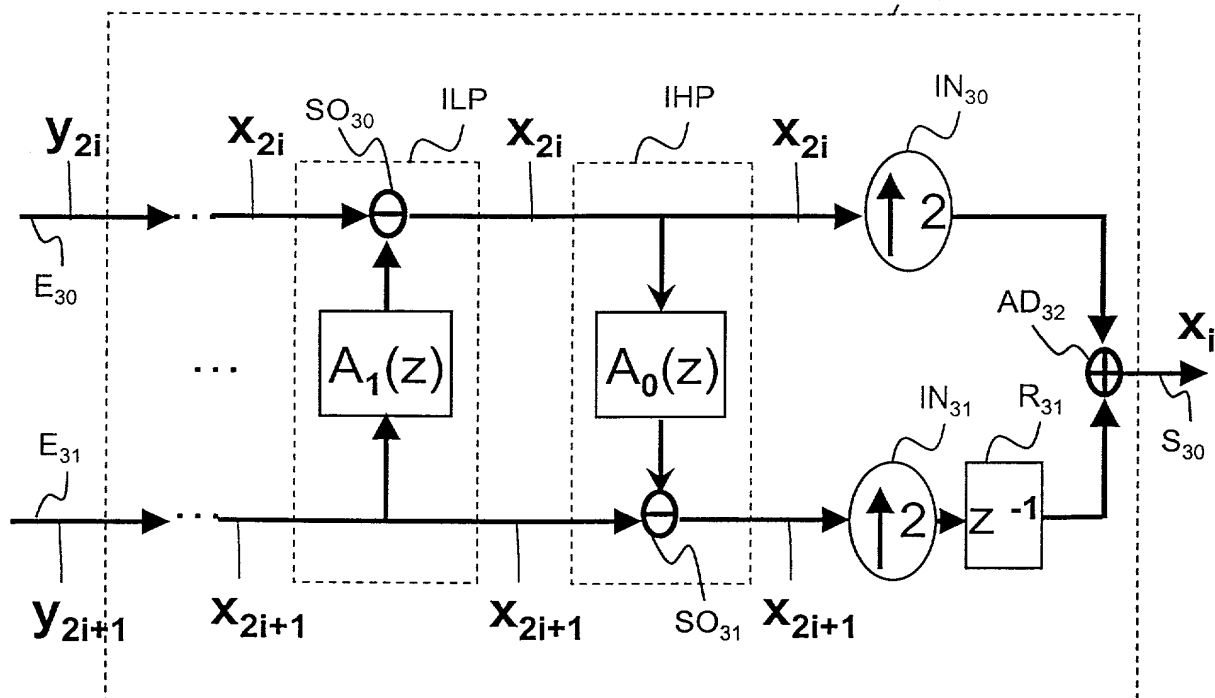 IN₃₀
SO₃₀ ILP IHP
y₂ᵢ x₂ᵢ x₂ᵢ x₂ᵢ
↑ 2
... 
E₃₀
AD₃₂
xᵢ
... A₁(z) A₀(z)
IN₃₁ R₃₁
E₃₁ S₃₀
...
↑ 2 z ⁻¹
y₂ᵢ₊₁ x₂ᵢ₊₁ x₂ᵢ₊₁ SO₃₁ x₂ᵢ₊₁